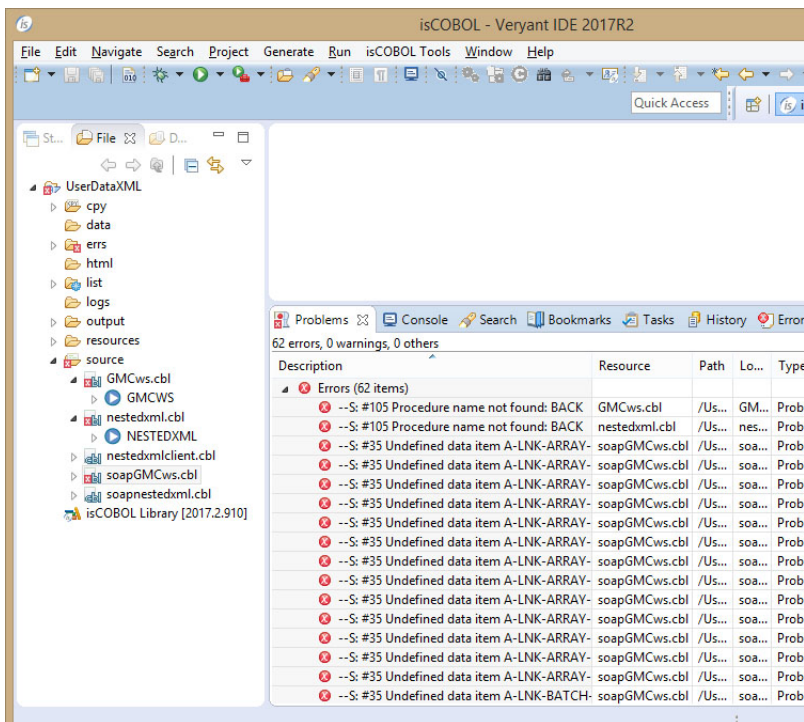 is
isCOBOL - Veryant IDE 2017R2
File Edit Navigate Search Project Generate Run isCOBOL Tools Window Help
010
Quick Access
is i
St... File D...
UserDataXML
cpy
data
errs
html
list
logs
output
resources
source
GMCws.cbl
GMCWS
nestedxml.cbl
NESTEDXML
nestedxmlclient.cbl
soapGMCws.cbl
soapnestedxml.cbl
isCOBOL Library [2017.2.910]
Problems Console Search Bookmarks Tasks History Error
62 errors, 0 warnings, 0 others
Description Resource Path Lo... Type
Errors (62 items)
--S: #105 Procedure name not found: BACK GMCws.cbl /Us... GM... Prob
--S: #105 Procedure name not found: BACK nestedxml.cbl /Us... nes... Prob
--S: #35 Undefined data item A-LNK-ARRAY- soapGMCws.cbl /Us... soa... Prob
--S: #35 Undefined data item A-LNK-ARRAY- soapGMCws.cbl /Us... soa... Prob
--S: #35 Undefined data item A-LNK-ARRAY- soapGMCws.cbl /Us... soa... Prob
--S: #35 Undefined data item A-LNK-ARRAY- soapGMCws.cbl /Us... soa... Prob
--S: #35 Undefined data item A-LNK-ARRAY- soapGMCws.cbl /Us... soa... Prob
--S: #35 Undefined data item A-LNK-ARRAY- soapGMCws.cbl /Us... soa... Prob
--S: #35 Undefined data item A-LNK-ARRAY- soapGMCws.cbl /Us... soa... Prob
--S: #35 Undefined data item A-LNK-ARRAY- soapGMCws.cbl /Us... soa... Prob
--S: #35 Undefined data item A-LNK-ARRAY- soapGMCws.cbl /Us... soa... Prob
--S: #35 Undefined data item A-LNK-ARRAY- soapGMCws.cbl /Us... soa... Prob
--S: #35 Undefined data item A-LNK-ARRAY- soapGMCws.cbl /Us... soa... Prob
--S: #35 Undefined data item A-LNK-ARRAY- soapGMCws.cbl /Us... soa... Prob
--S: #35 Undefined data item A-LNK-ARRAY- soapGMCws.cbl /Us... soa... Prob
--S: #35 Undefined data item A-LNK-BATCH- soapGMCws.cbl /Us... soa... Prob